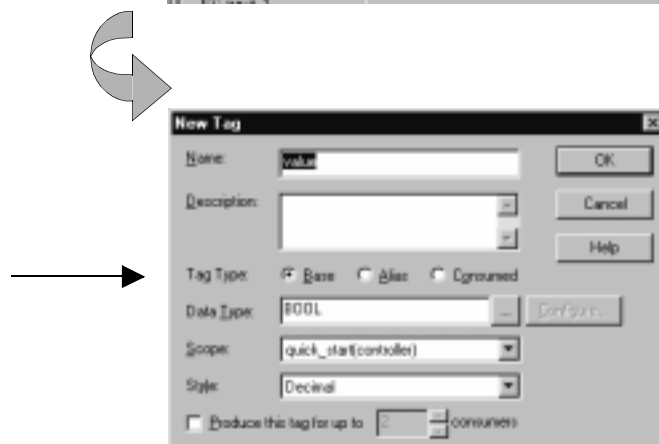 New Tag
Name: value
OK
Description:
Cancel
Help
Tag Type: Base Alias Consumed
Data Type: BOOL ... Configure...
Scope: quick_start(controller)
Style: Decimal
Produce this tag for up to 2 consumers